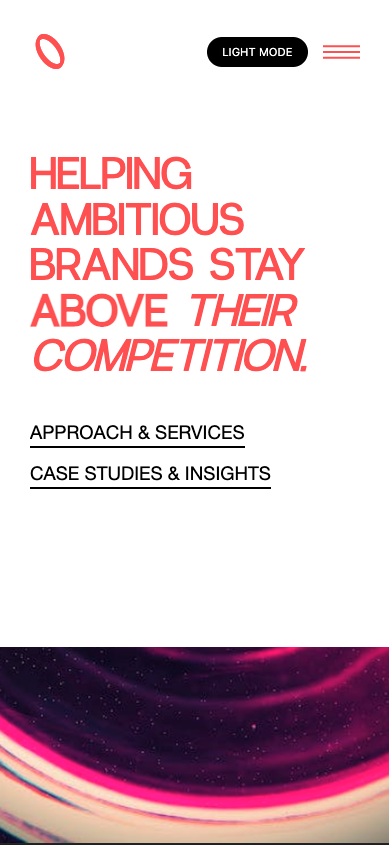 LIGHT MODE
HELPING
AMBITIOUS
BRANDS STAY
ABOVE THEIR
COMPETITION.
APPROACH & SERVICES
CASE STUDIES & INSIGHTS